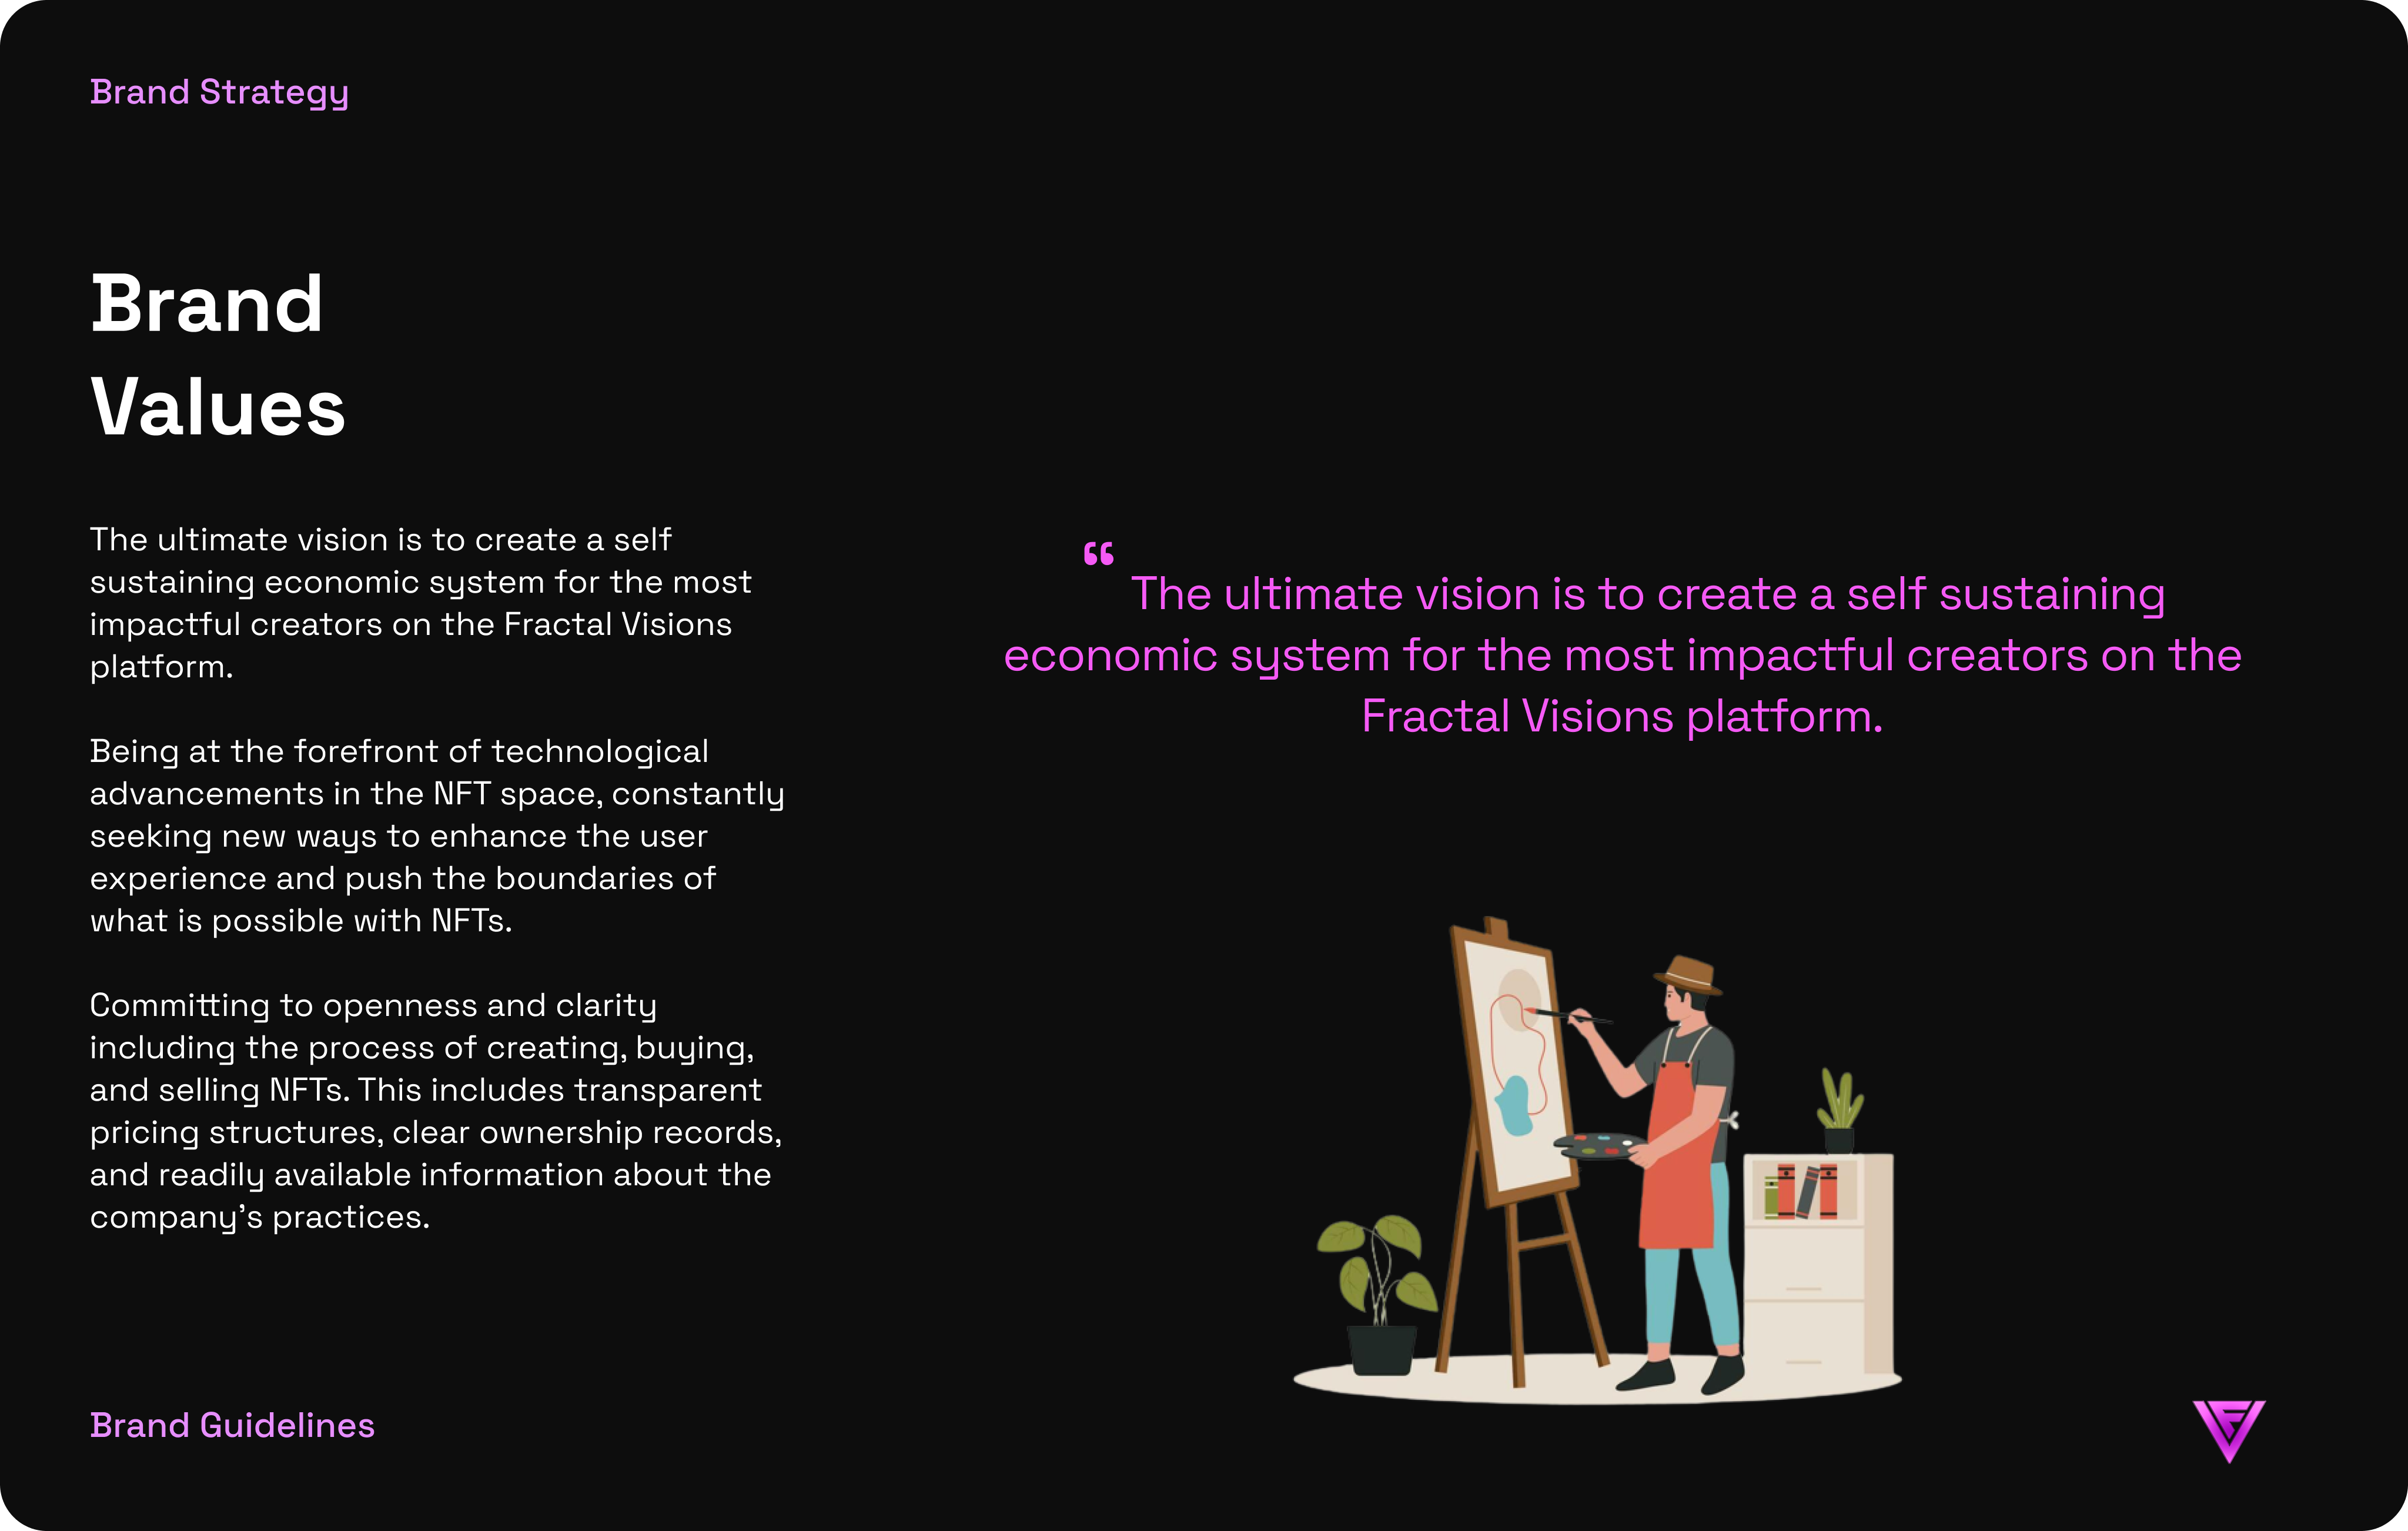 Brand Strategy
Brand
Values
The ultimate vision is to create a self
sustaining economic system for the most
impactful creators on the Fractal Visions
platform.
Being at the forefront of technological
advancements in the NFT space, constantly
seeking new ways to enhance the user
experience and push the boundaries of
what is possible with NFTs.
Committing to openness and clarity
including the process of creating, buying,
and selling NFTs. This includes transparent
pricing structures, clear ownership records,
and readily available information about the
company’s practices.
“ The ultimate vision is to create a self sustaining
economic system for the most impactful creators on the
Fractal Visions platform.
Brand Guidelines